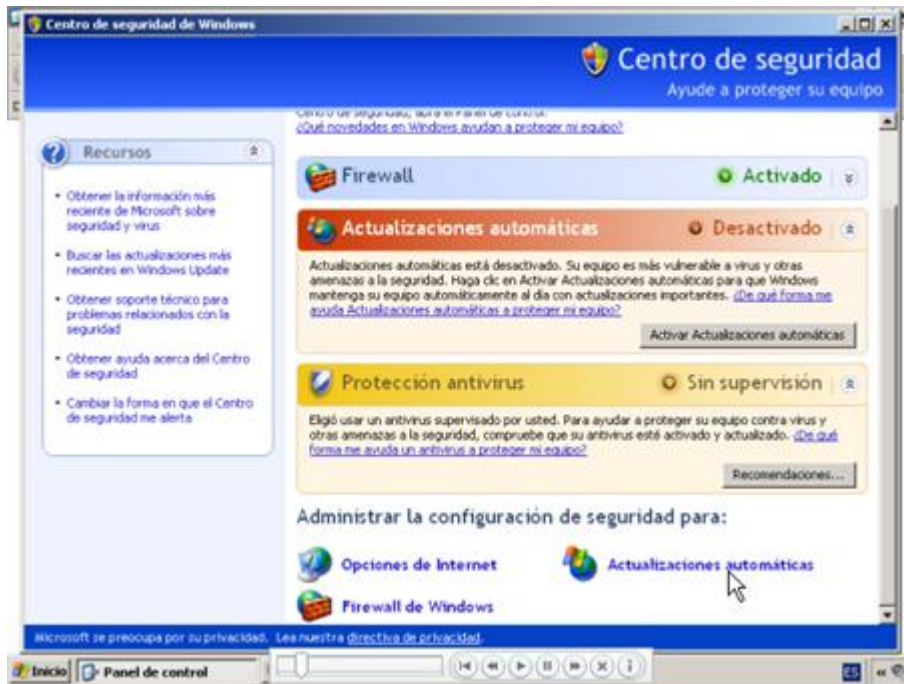 Centro de seguridad de Windows
Centro de seguridad
Ayude a proteger su equipo
Recursos
Obtener la información más
reciente de Microsoft sobre
seguridad y virus
Buscar las actualizaciones más
recientes en Windows Update
Obtener soporte técnico para
problemas relacionados con la
seguridad
Obtener ayuda acerca del Centro
de seguridad
Cambiar la forma en que el Centro
de seguridad me alerta
Centro de seguridad, abra el Panel de control.
¿Qué novedades en Windows ayudan a proteger mi equipo?
Firewall Activado
Actualizaciones automáticas Desactivado
Actualizaciones automáticas está desactivado. Su equipo es más vulnerable a virus y otras
amenazas a la seguridad. Haga clic en Activar Actualizaciones automáticas para que Windows
mantenga su equipo automáticamente al día con actualizaciones importantes. ¿De qué forma me
ayuda Actualizaciones automáticas a proteger mi equipo?
Activar Actualizaciones automáticas
Protección antivirus Sin supervisión
Eligió usar un antivirus supervisado por usted. Para ayudar a proteger su equipo contra virus y
otras amenazas a la seguridad, compruebe que su antivirus esté activado y actualizado. ¿De qué
forma me ayuda un antivirus a proteger mi equipo?
Recomendaciones...
Administrar la configuración de seguridad para:
Opciones de Internet Actualizaciones automáticas
Firewall de Windows
Microsoft se preocupa por su privacidad. Lea nuestra directiva de privacidad.
Inicio Panel de control ES